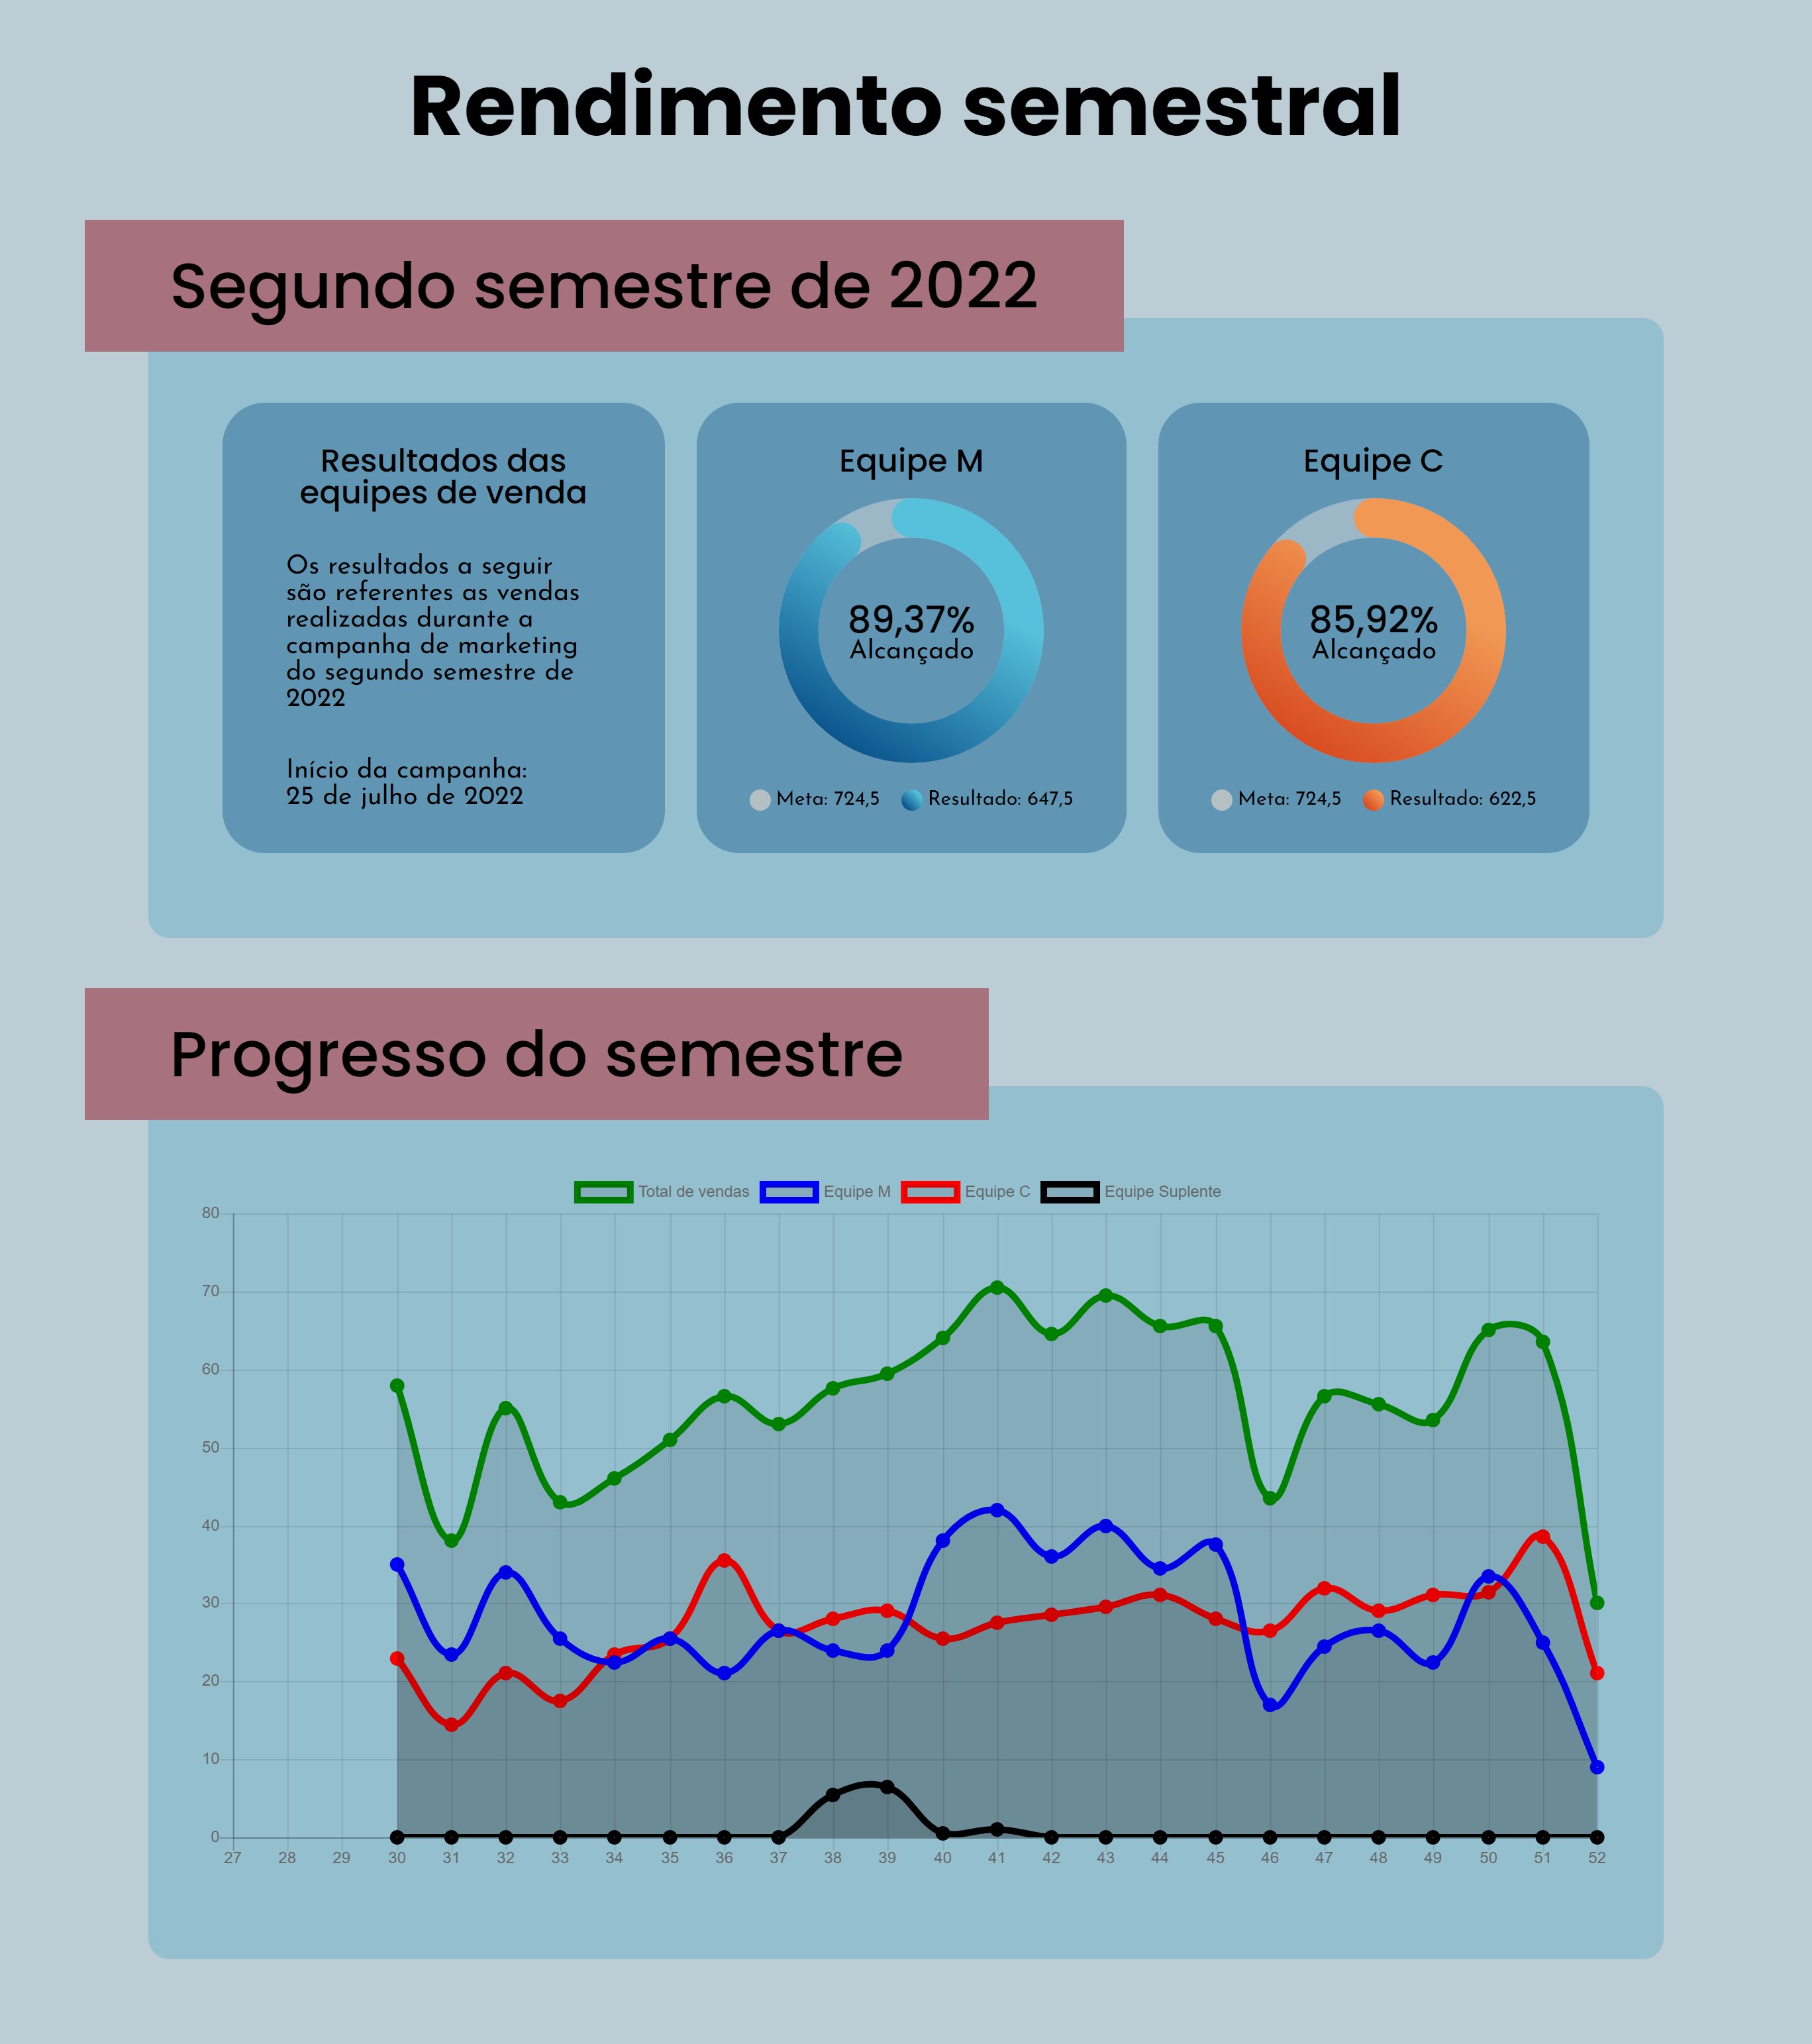 Rendimento semestral
Segundo semestre de 2022
Resultados das
equipes de venda
Os resultados a seguir
são referentes as vendas
realizadas durante a
campanha de marketing
do segundo semestre de
2022
Início da campanha:
25 de julho de 2022
Equipe M
89,37%
Alcançado
Meta: 724,5 Resultado: 647,5
Equipe C
85,92%
Alcançado
Meta: 724,5 Resultado: 622,5
Progresso do semestre
Total de vendas Equipe M Equipe C Equipe Suplente
80
70
60
50
40
30
20
10
0
27 28 29 30 31 32 33 34 35 36 37 38 39 40 41 42 43 44 45 46 47 48 49 50 51 52